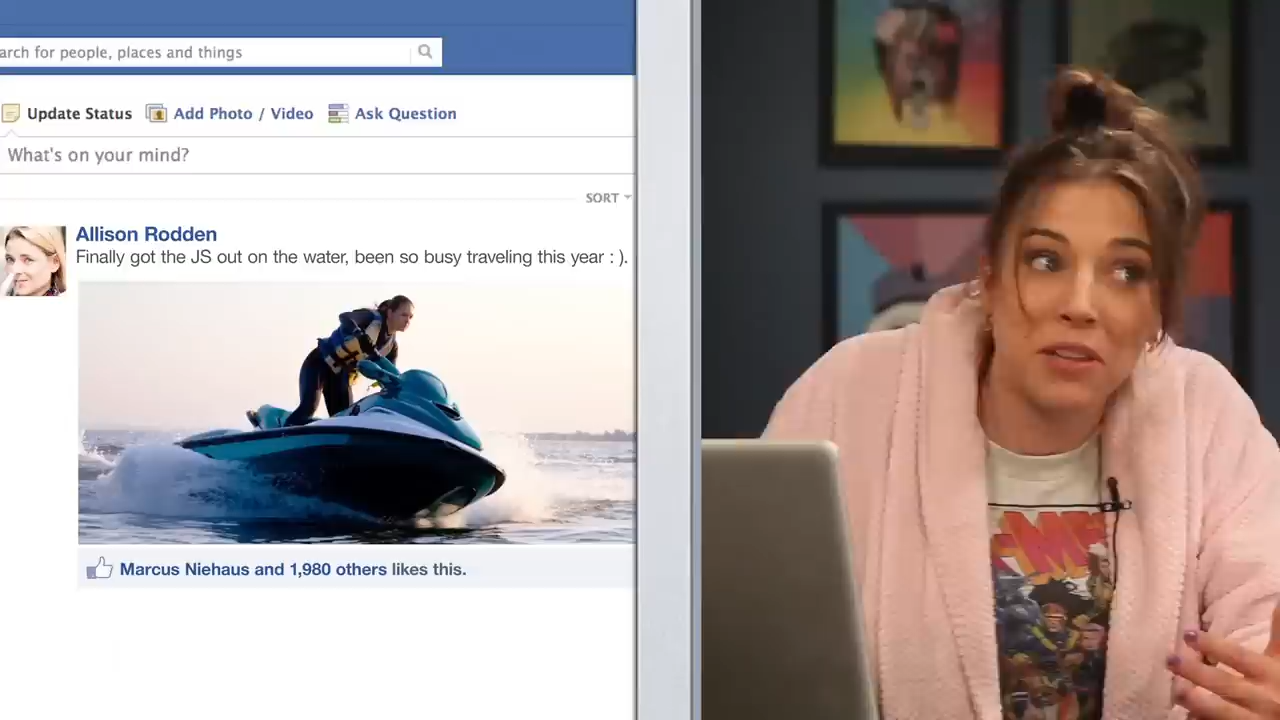 arch for people, places and things
Update Status Add Photo / Video Ask Question
What's on your mind?
SORT
Allison Rodden
Finally got the JS out on the water, been so busy traveling this year : ).
Marcus Niehaus and 1,980 others likes this.